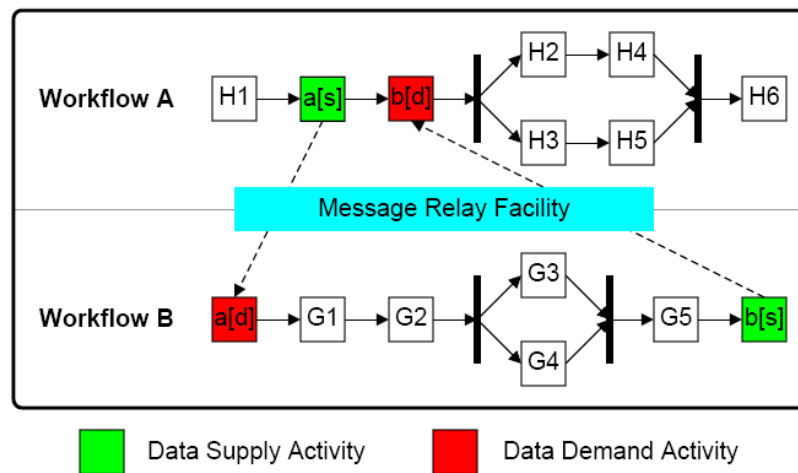 H2
H4
Workflow A
H1
a[s]
b[d]
H6
H3
H5
Message Relay Facility
G3
Workflow B
a[d]
G1
G2
G5
b[s]
G4
Data Supply Activity
Data Demand Activity